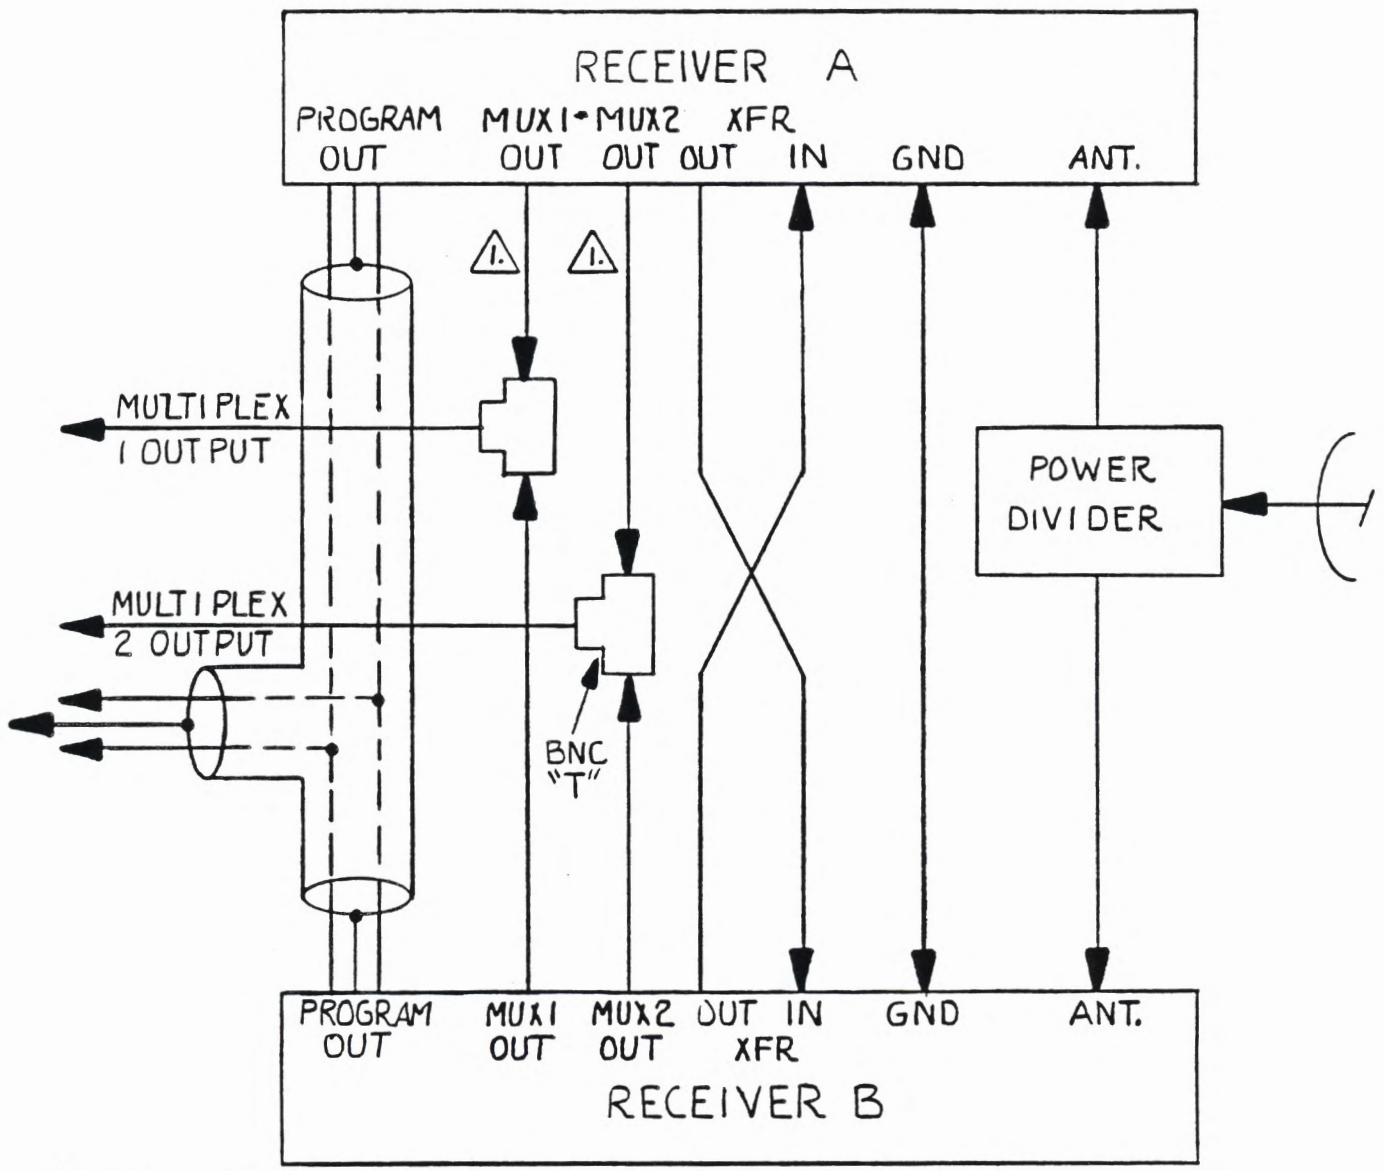 RECEIVER A
PROGRAM MUX1 MUX2 XFR
OUT OUT OUT OUT IN GND ANT.
1. 1.
MULTIPLEX
1 OUTPUT
POWER
DIVIDER
MULTIPLEX
2 OUTPUT
BNC
"T"
PROGRAM MUX1 MUX2 OUT IN GND ANT.
OUT OUT OUT XFR
RECEIVER B